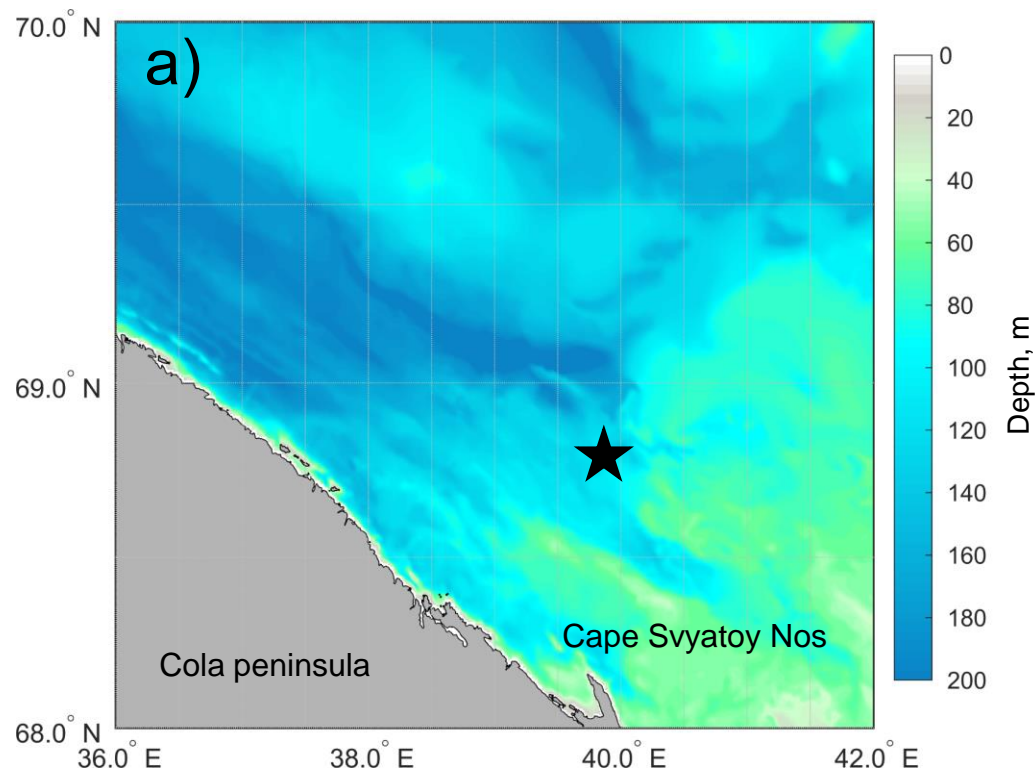 a)
70.0° N
69.0° N
68.0° N
36.0° E
38.0° E
40.0° E
42.0° E
Cola peninsula
Cape Svyatoy Nos
0
20
40
60
80
100
120
140
160
180
200
Depth, m